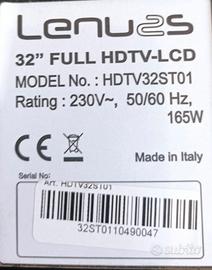 Lenuss
32" FULL HDTV-LCD
MODEL No. : HDTV32ST01
Rating : 230V~, 50/60 Hz,
165W
CE
Made in Italy
Serial No:
Art. HDTV32ST01
32ST0110490047
subito